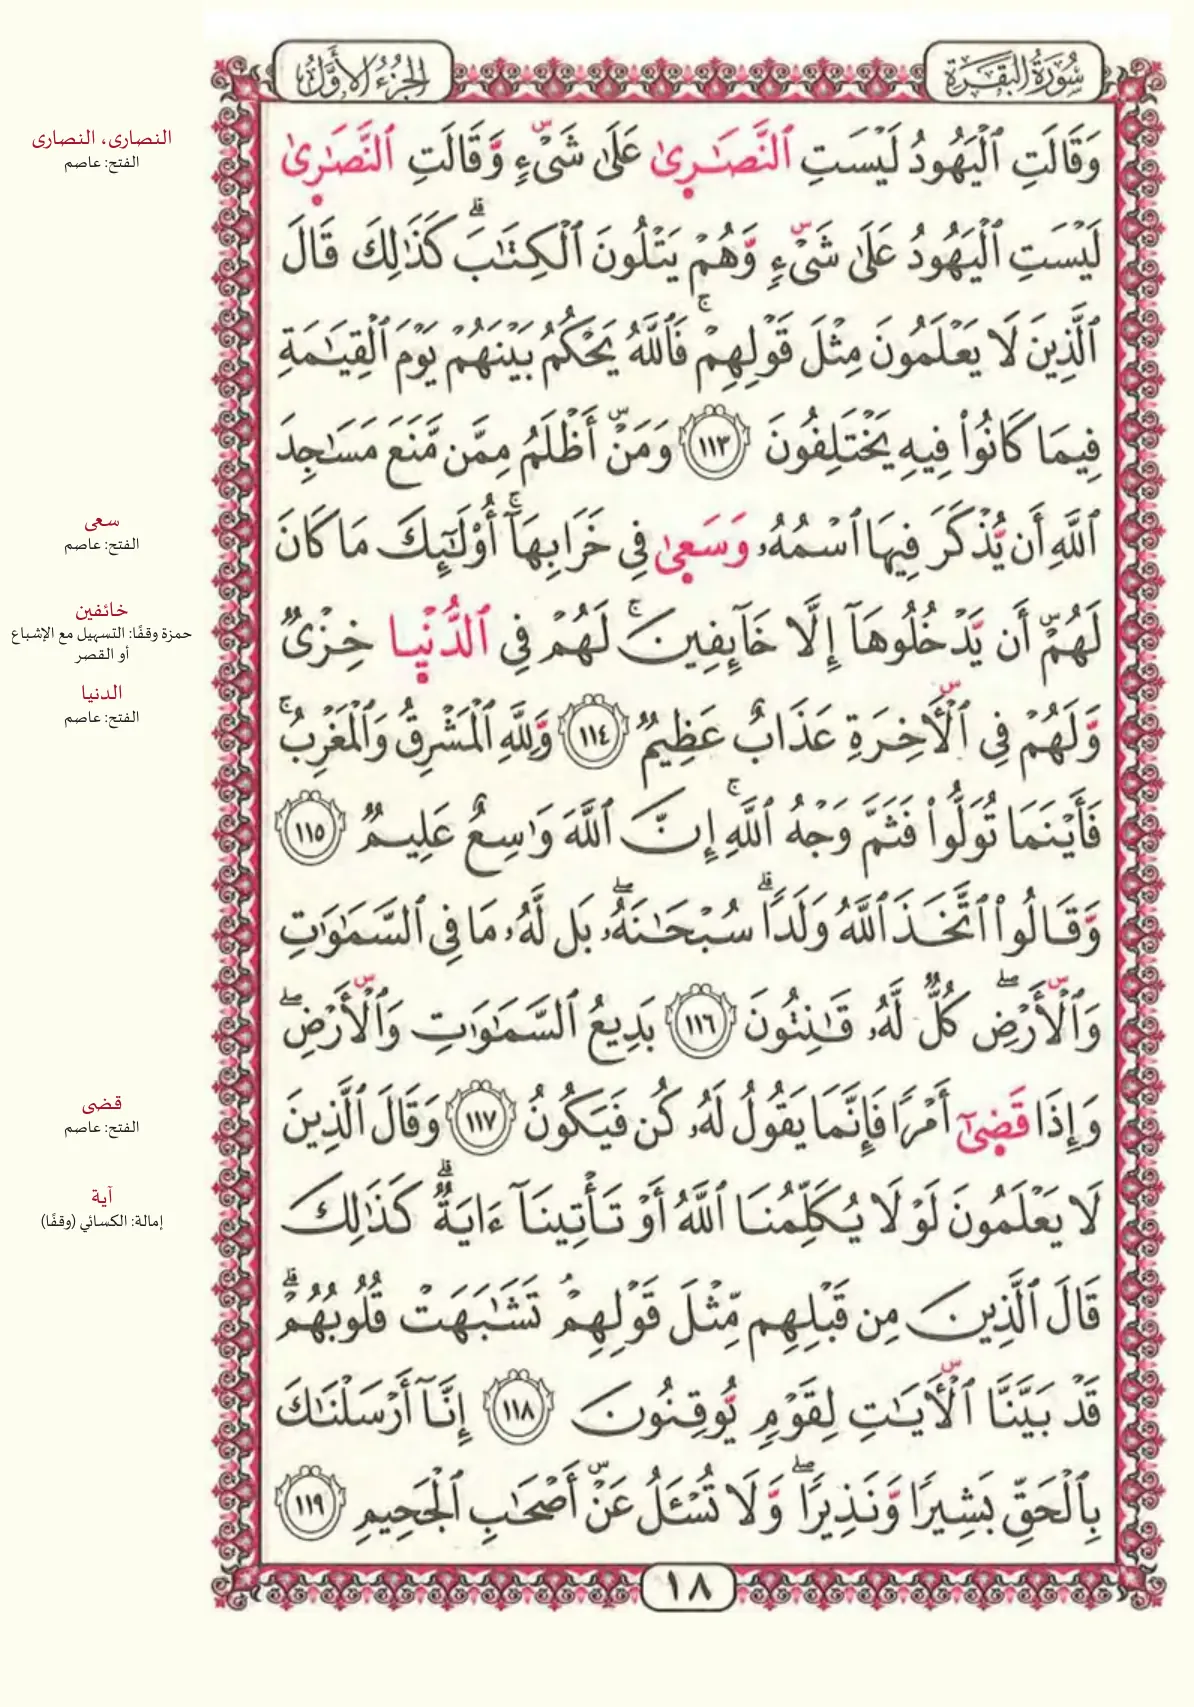 سُورَةُ البَقَرَة
الجزءُ الأوَّلُ
وَقَالَتِ ٱلۡيَهُودُ لَيۡسَتِ ٱلنَّصَٰرِىٰ عَلَىٰ شَىۡءٖ وَّقَالَتِ ٱلنَّصَٰرِىٰ
لَيۡسَتِ ٱلۡيَهُودُ عَلَىٰ شَىۡءٖ وَّهُمۡ يَتۡلُونَ ٱلۡكِتَٰبَۗ كَذَٰلِكَ قَالَ
ٱلَّذِينَ لَا يَعۡلَمُونَ مِثۡلَ قَوۡلِهِمۡۚ فَٱللَّهُ يَحۡكُمُ بَيۡنَهُمۡ يَوۡمَ ٱلۡقِيَٰمَةِ
فِيمَا كَانُوا۟ فِيهِ يَخۡتَلِفُونَ ١١٣ وَمَنۡ أَظۡلَمُ مِمَّن مَّنَعَ مَسَٰجِدَ
ٱللَّهِ أَن يُّذۡكَرَ فِيهَا ٱسۡمُهُۥ وَسَعِىٰ فِي خَرَابِهَآۚ أُو۟لَٰٓئِكَ مَا كَانَ
لَهُمۡ أَن يَّدۡخُلُوهَآ إِلَّا خَآئِفِينَۚ لَهُمۡ فِي ٱلدُّنۡيِا خِزۡىٞ
وَّلَهُمۡ فِي ٱلۡأٓخِرَةِ عَذَابٌ عَظِيمٞ ١١٤ وَّلِلَّهِ ٱلۡمَشۡرِقُ وَٱلۡمَغۡرِبُۚ
فَأَيۡنَمَا تُوَلُّوا۟ فَثَمَّ وَجۡهُ ٱللَّهِۚ إِنَّ ٱللَّهَ وَٰسِعٌ عَلِيمٞ ١١٥
وَّقَالُوا۟ ٱتَّخَذَ ٱللَّهُ وَلَدٗاۗ سُبۡحَٰنَهُۥۖ بَل لَّهُۥ مَا فِي ٱلسَّمَٰوَٰتِ
وَٱلۡأَرۡضِۖ كُلّٞ لَّهُۥ قَٰنِتُونَ ١١٦ بَدِيعُ ٱلسَّمَٰوَٰتِ وَٱلۡأَرۡضِۖ
وَإِذَا قَضِىٰٓ أَمۡرٗا فَإِنَّمَا يَقُولُ لَهُۥ كُن فَيَكُونُ ١١٧ وَقَالَ ٱلَّذِينَ
لَا يَعۡلَمُونَ لَوۡلَا يُكَلِّمُنَا ٱللَّهُ أَوۡ تَأۡتِينَآ ءَايَةٞۗ كَذَٰلِكَ
قَالَ ٱلَّذِينَ مِن قَبۡلِهِم مِّثۡلَ قَوۡلِهِمۡۘ تَشَٰبَهَتۡ قُلُوبُهُمۡۗ
قَدۡ بَيَّنَّا ٱلۡأٓيَٰتِ لِقَوۡمٖ يُّوقِنُونَ ١١٨ إِنَّآ أَرۡسَلۡنَٰكَ
بِٱلۡحَقِّ بَشِيرٗا وَّنَذِيرٗاۖ وَّلَا تُسۡـَٔلُ عَنۡ أَصۡحَٰبِ ٱلۡجَحِيمِ ١١٩
١٨
النصارى، النصارى
الفتح: عاصم
سعى
الفتح: عاصم
خائفين
حمزة وقفًا: التسهيل مع الإشباع
أو القصر
الدنيا
الفتح: عاصم
قضى
الفتح: عاصم
آية
إمالة: الكسائي (وقفًا)